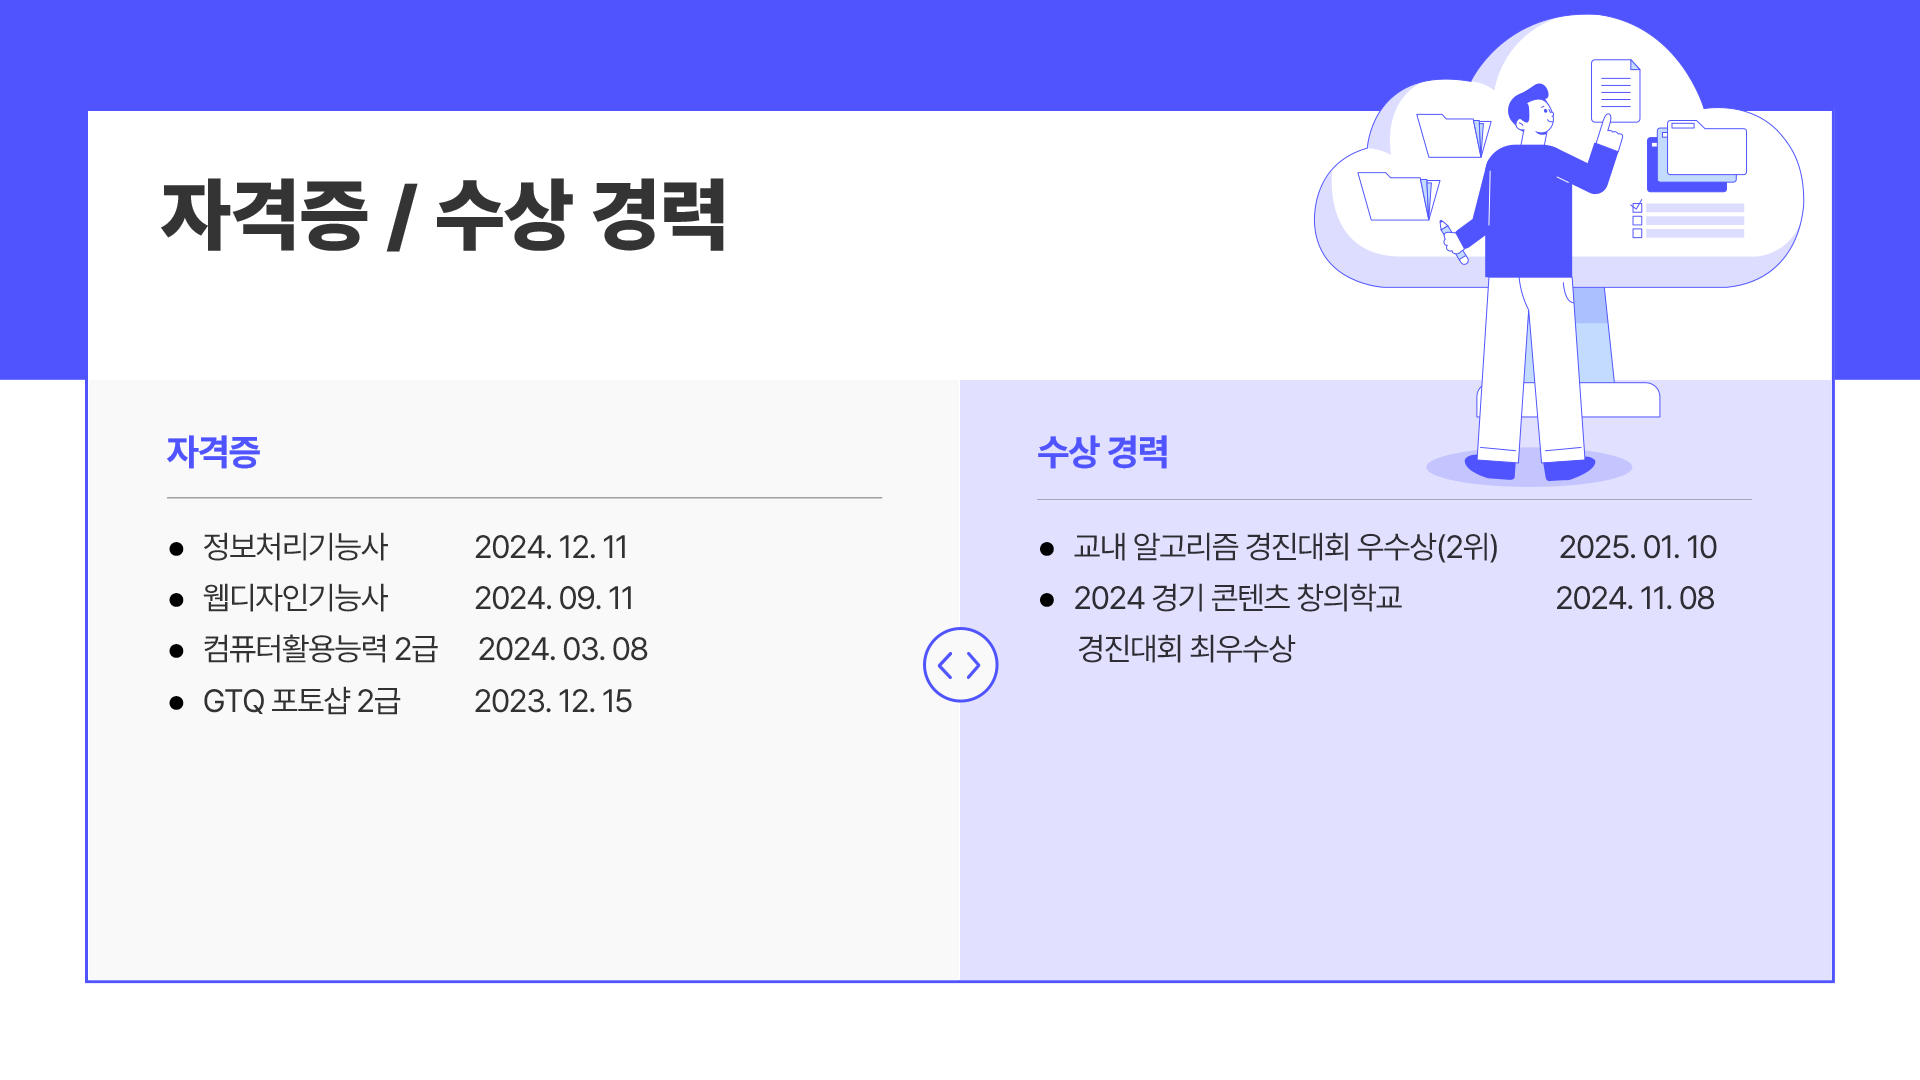 자격증 / 수상 경력
자격증
● 정보처리기능사 2024. 12. 11
● 웹디자인기능사 2024. 09. 11
● 컴퓨터활용능력 2급 2024. 03. 08
● GTQ 포토샵 2급 2023. 12. 15
수상 경력
● 교내 알고리즘 경진대회 우수상(2위) 2025. 01. 10
● 2024 경기 콘텐츠 창의학교 2024. 11. 08
경진대회 최우수상